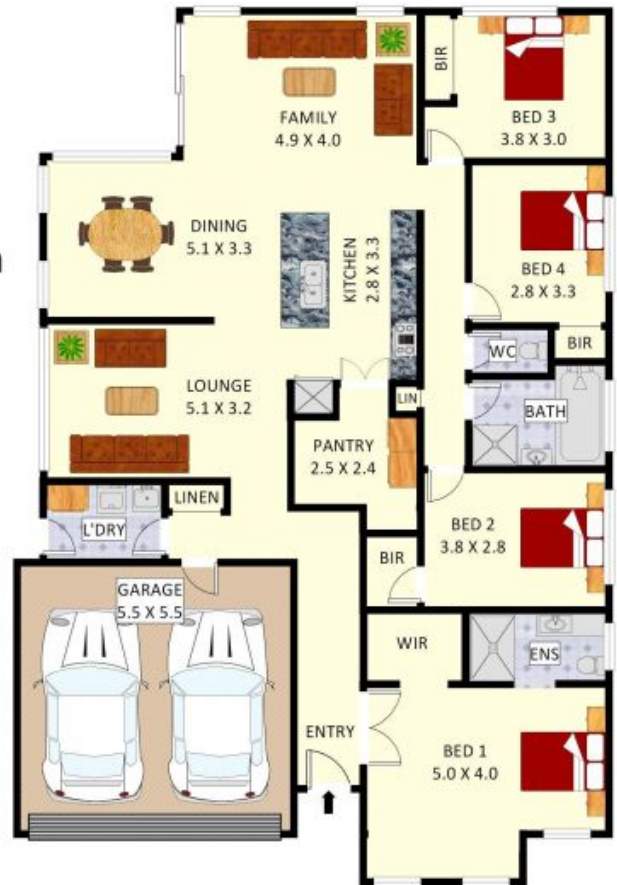 FAMILY
4.9 X 4.0
BIR
BED 3
3.8 X 3.0
DINING
5.1 X 3.3
KITCHEN
2.8 X 3.3
BED 4
2.8 X 3.3
WC
BIR
LOUNGE
5.1 X 3.2
LIN
BATH
PANTRY
2.5 X 2.4
LINEN
L'DRY
BED 2
3.8 X 2.8
BIR
GARAGE
5.5 X 5.5
WIR
ENS
ENTRY
BED 1
5.0 X 4.0